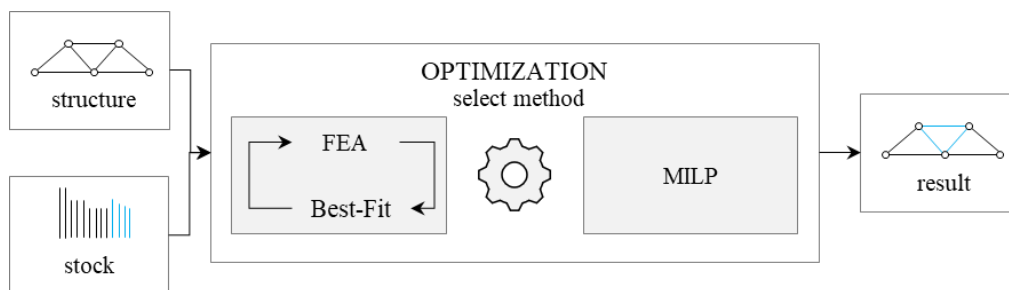 structure
stock
OPTIMIZATION
select method
FEA
Best-Fit
MILP
result